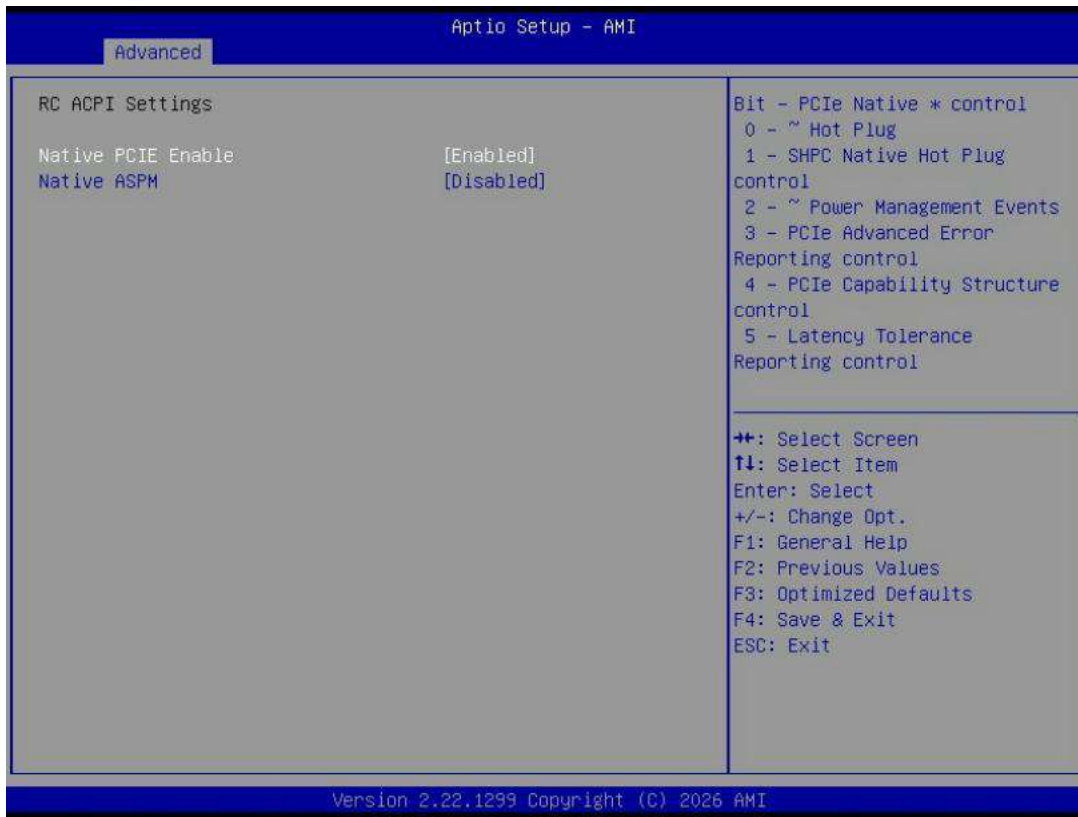 Aptio Setup - AMI
Advanced
RC ACPI Settings
Native PCIE Enable [Enabled]
Native ASPM [Disabled]
Bit - PCIe Native * control
0 - ~ Hot Plug
1 - SHPC Native Hot Plug
control
2 - ~ Power Management Events
3 - PCIe Advanced Error
Reporting control
4 - PCIe Capability Structure
control
5 - Latency Tolerance
Reporting control
→←: Select Screen
↑↓: Select Item
Enter: Select
+/-: Change Opt.
F1: General Help
F2: Previous Values
F3: Optimized Defaults
F4: Save & Exit
ESC: Exit
Version 2.22.1299 Copyright (C) 2026 AMI